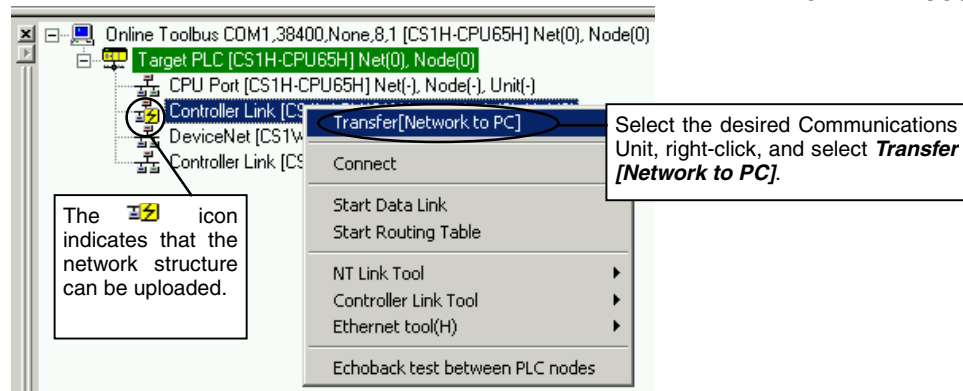 Online Toolbus COM1,38400,None,8,1 [CS1H-CPU65H] Net(0), Node(0)
Target PLC [CS1H-CPU65H] Net(0), Node(0)
CPU Port [CS1H-CPU65H] Net(-), Node(-), Unit(-)
Controller Link [CS
DeviceNet [CS1W
Controller Link [CS
Transfer[Network to PC]
Connect
Start Data Link
Start Routing Table
NT Link Tool
Controller Link Tool
Ethernet tool(H)
Echoback test between PLC nodes
Select the desired Communications
Unit, right-click, and select Transfer
[Network to PC].
The icon
indicates that the
network structure
can be uploaded.